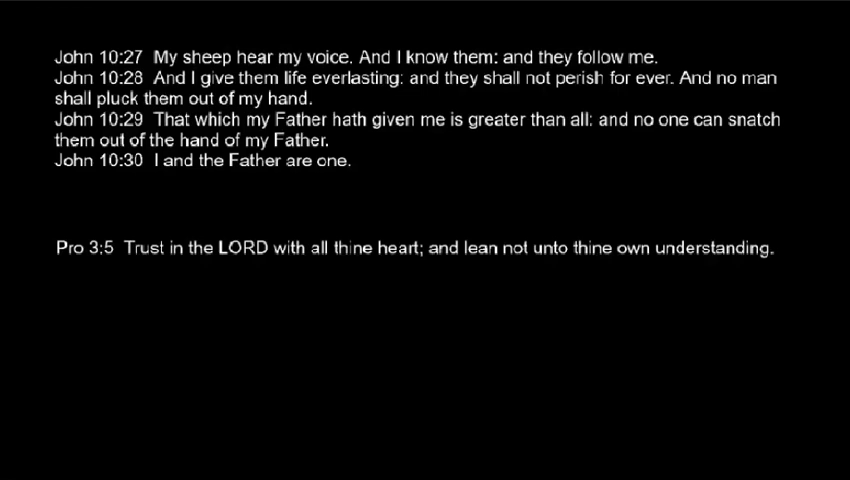 John 10:27 My sheep hear my voice. And I know them: and they follow me.
John 10:28 And I give them life everlasting: and they shall not perish for ever. And no man
shall pluck them out of my hand.
John 10:29 That which my Father hath given me is greater than all: and no one can snatch
them out of the hand of my Father.
John 10:30 I and the Father are one.
Pro 3:5 Trust in the LORD with all thine heart; and lean not unto thine own understanding.